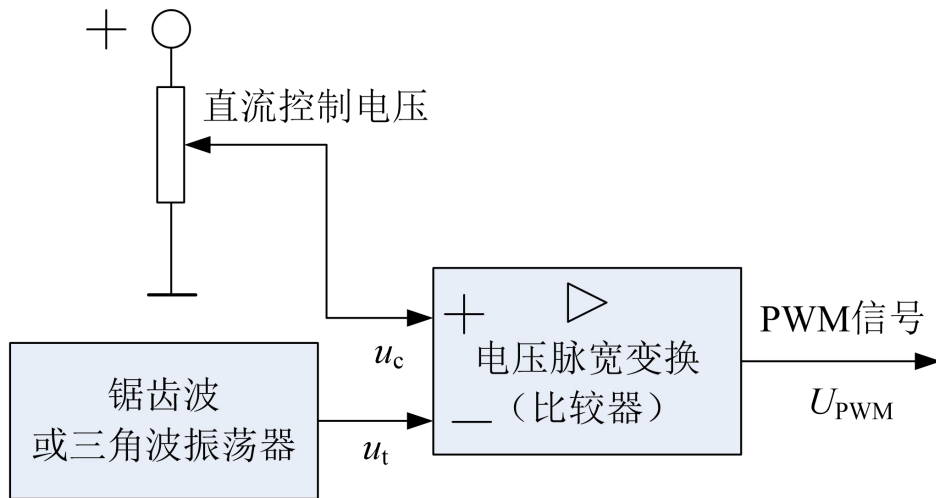 +
直流控制电压
+
电压脉宽变换
（比较器）
−
u_c
u_t
锯齿波
或三角波振荡器
PWM信号
U_PWM